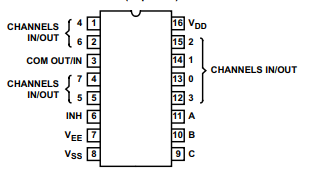 CHANNELS IN/OUT
4 1
6 2
COM OUT/IN 3
CHANNELS IN/OUT
7 4
5 5
INH 6
VEE 7
VSS 8
16 VDD
15 2
14 1
13 0
12 3
CHANNELS IN/OUT
11 A
10 B
9 C